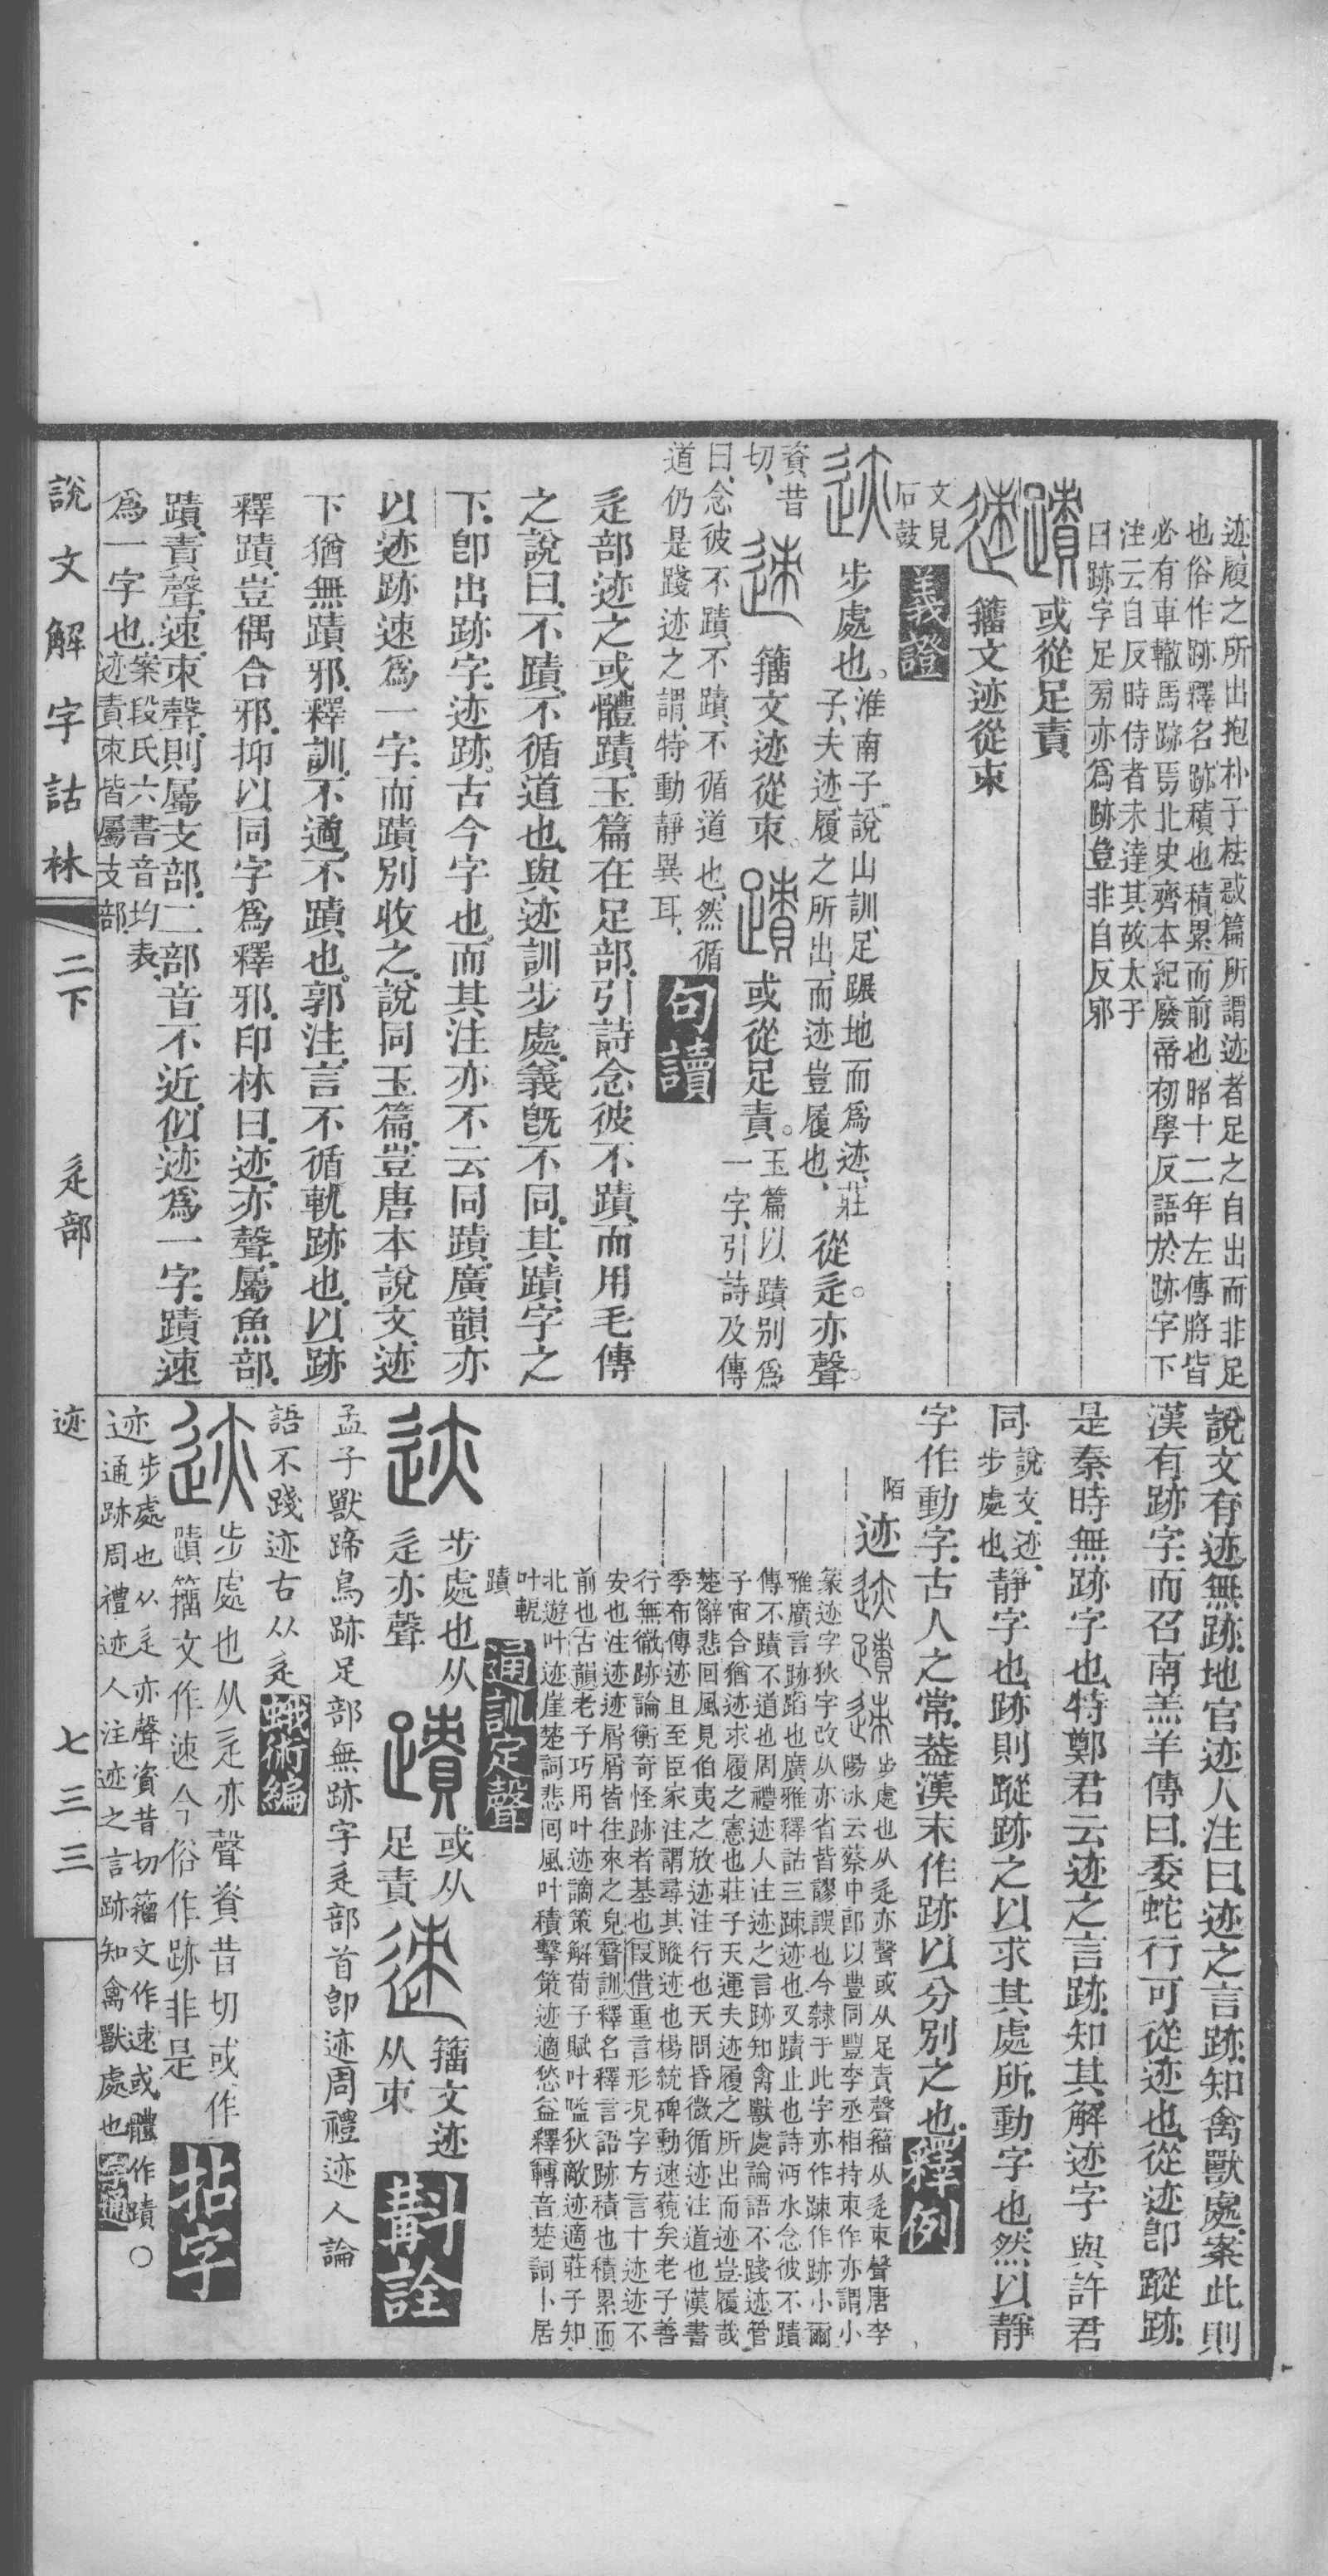 迹履之所出抱朴子袪惑篇所謂迹者足之自出而非足
也俗作跡釋名跡積也積累而前也昭十二年左傳將皆
必有車轍馬跡焉北史齊本紀廢帝初學反語於跡字下
注云自反時侍者未達其故太子
曰跡字足旁亦爲跡豈非自反邪
蹟或從足責
𨒪籒文迹從朿
文見
石鼓
義證
迹步處也。
淮南子說山訓、足蹍地而爲迹、莊
子、夫迹、履之所出、而迹豈履也、
從辵。亦聲。
資昔
切、
𨒪籒文迹從朿。蹟或從足責。
玉篇以蹟別爲
一字、引詩及傳
曰、念彼不蹟、不蹟、不循道也、然循
道仍是踐迹之謂、特動靜異耳、
句讀
辵部迹之或體蹟玉篇在足部引詩念彼不蹟而用毛傳
之說曰不蹟不循道也與迹訓步處義旣不同其蹟字之
下卽出跡字迹跡古今字也而其注亦不云同蹟廣韻亦
以迹跡速爲一字而蹟別收之說同玉篇豈唐本說文迹
下猶無蹟邪釋訓不遹不蹟也郭注言不循軌跡也以跡
釋蹟豈偶合邪抑以同字爲釋邪印林曰迹亦聲屬魚部
蹟責聲速朿聲則屬支部二部音不近似迹爲一字蹟速
爲一字也
案段氏六書音均表
迹責朿皆屬支部
說文有迹無跡地官迹人注曰迹之言跡知禽獸處案此則
漢有跡字而召南羔羊傳曰委蛇行可從迹也從迹卽蹤跡
是秦時無跡字也特鄭君云迹之言跡知其解迹字與許君
同
說文迹
步處也
靜字也跡則蹤跡之以求其處所動字也然以靜
字作動字古人之常葢漢末作跡以分別之也釋例
陌
迹
迹蹟𨒪步處也从辵亦聲或从足責聲籒从辵朿聲唐李
陽冰云蔡中郎以豐同豐李丞相持朿作亦謂小
篆迹字狄字改从亦省皆謬誤也今隸于此字亦作踈作跡小爾
雅廣言跡蹈也廣雅釋詁三踈迹也又蹟止也詩沔水念彼不蹟
傳不蹟不道也周禮迹人注迹之言跡知禽獸處論語不踐迹管
子宙合猶迹求履之憲也莊子天運夫迹履之所出而迹豈履哉
楚辭悲回風見伯夷之放迹注行也天問昏微循迹注道也漢書
季布傳迹且至臣家注謂尋其蹤迹也楊統碑動速藐矣老子善
行無徹跡論衡奇怪跡者基也叚借重言形況字方言十迹迹不
安也注迹迹屑屑皆往來之皃聲訓釋名釋言語跡積也積累而
前也古韻老子巧用叶迹謫策解荀子賦叶嗌狄敵迹適莊子知
北遊叶迹崖楚詞悲回風叶積擊策迹適愁益釋轉音楚詞卜居
叶軛
蹟
通訓定聲
迹步處也从
辵亦聲
蹟或从
足責
𨒪籒文迹
从朿
斠詮
孟子獸蹄鳥跡足部無跡字辵部首卽迹周禮迹人論
語不踐迹古从辵蛾術編
迹步處也从辵亦聲資昔切或作
蹟籒文作速今俗作跡非是
拈字
迹
步處也从辵亦聲資昔切籒文作速或體作蹟〇
通跡周禮迹人注迹之言跡知禽獸處也
說文解字詁林
二下
辵部
迹
七三三